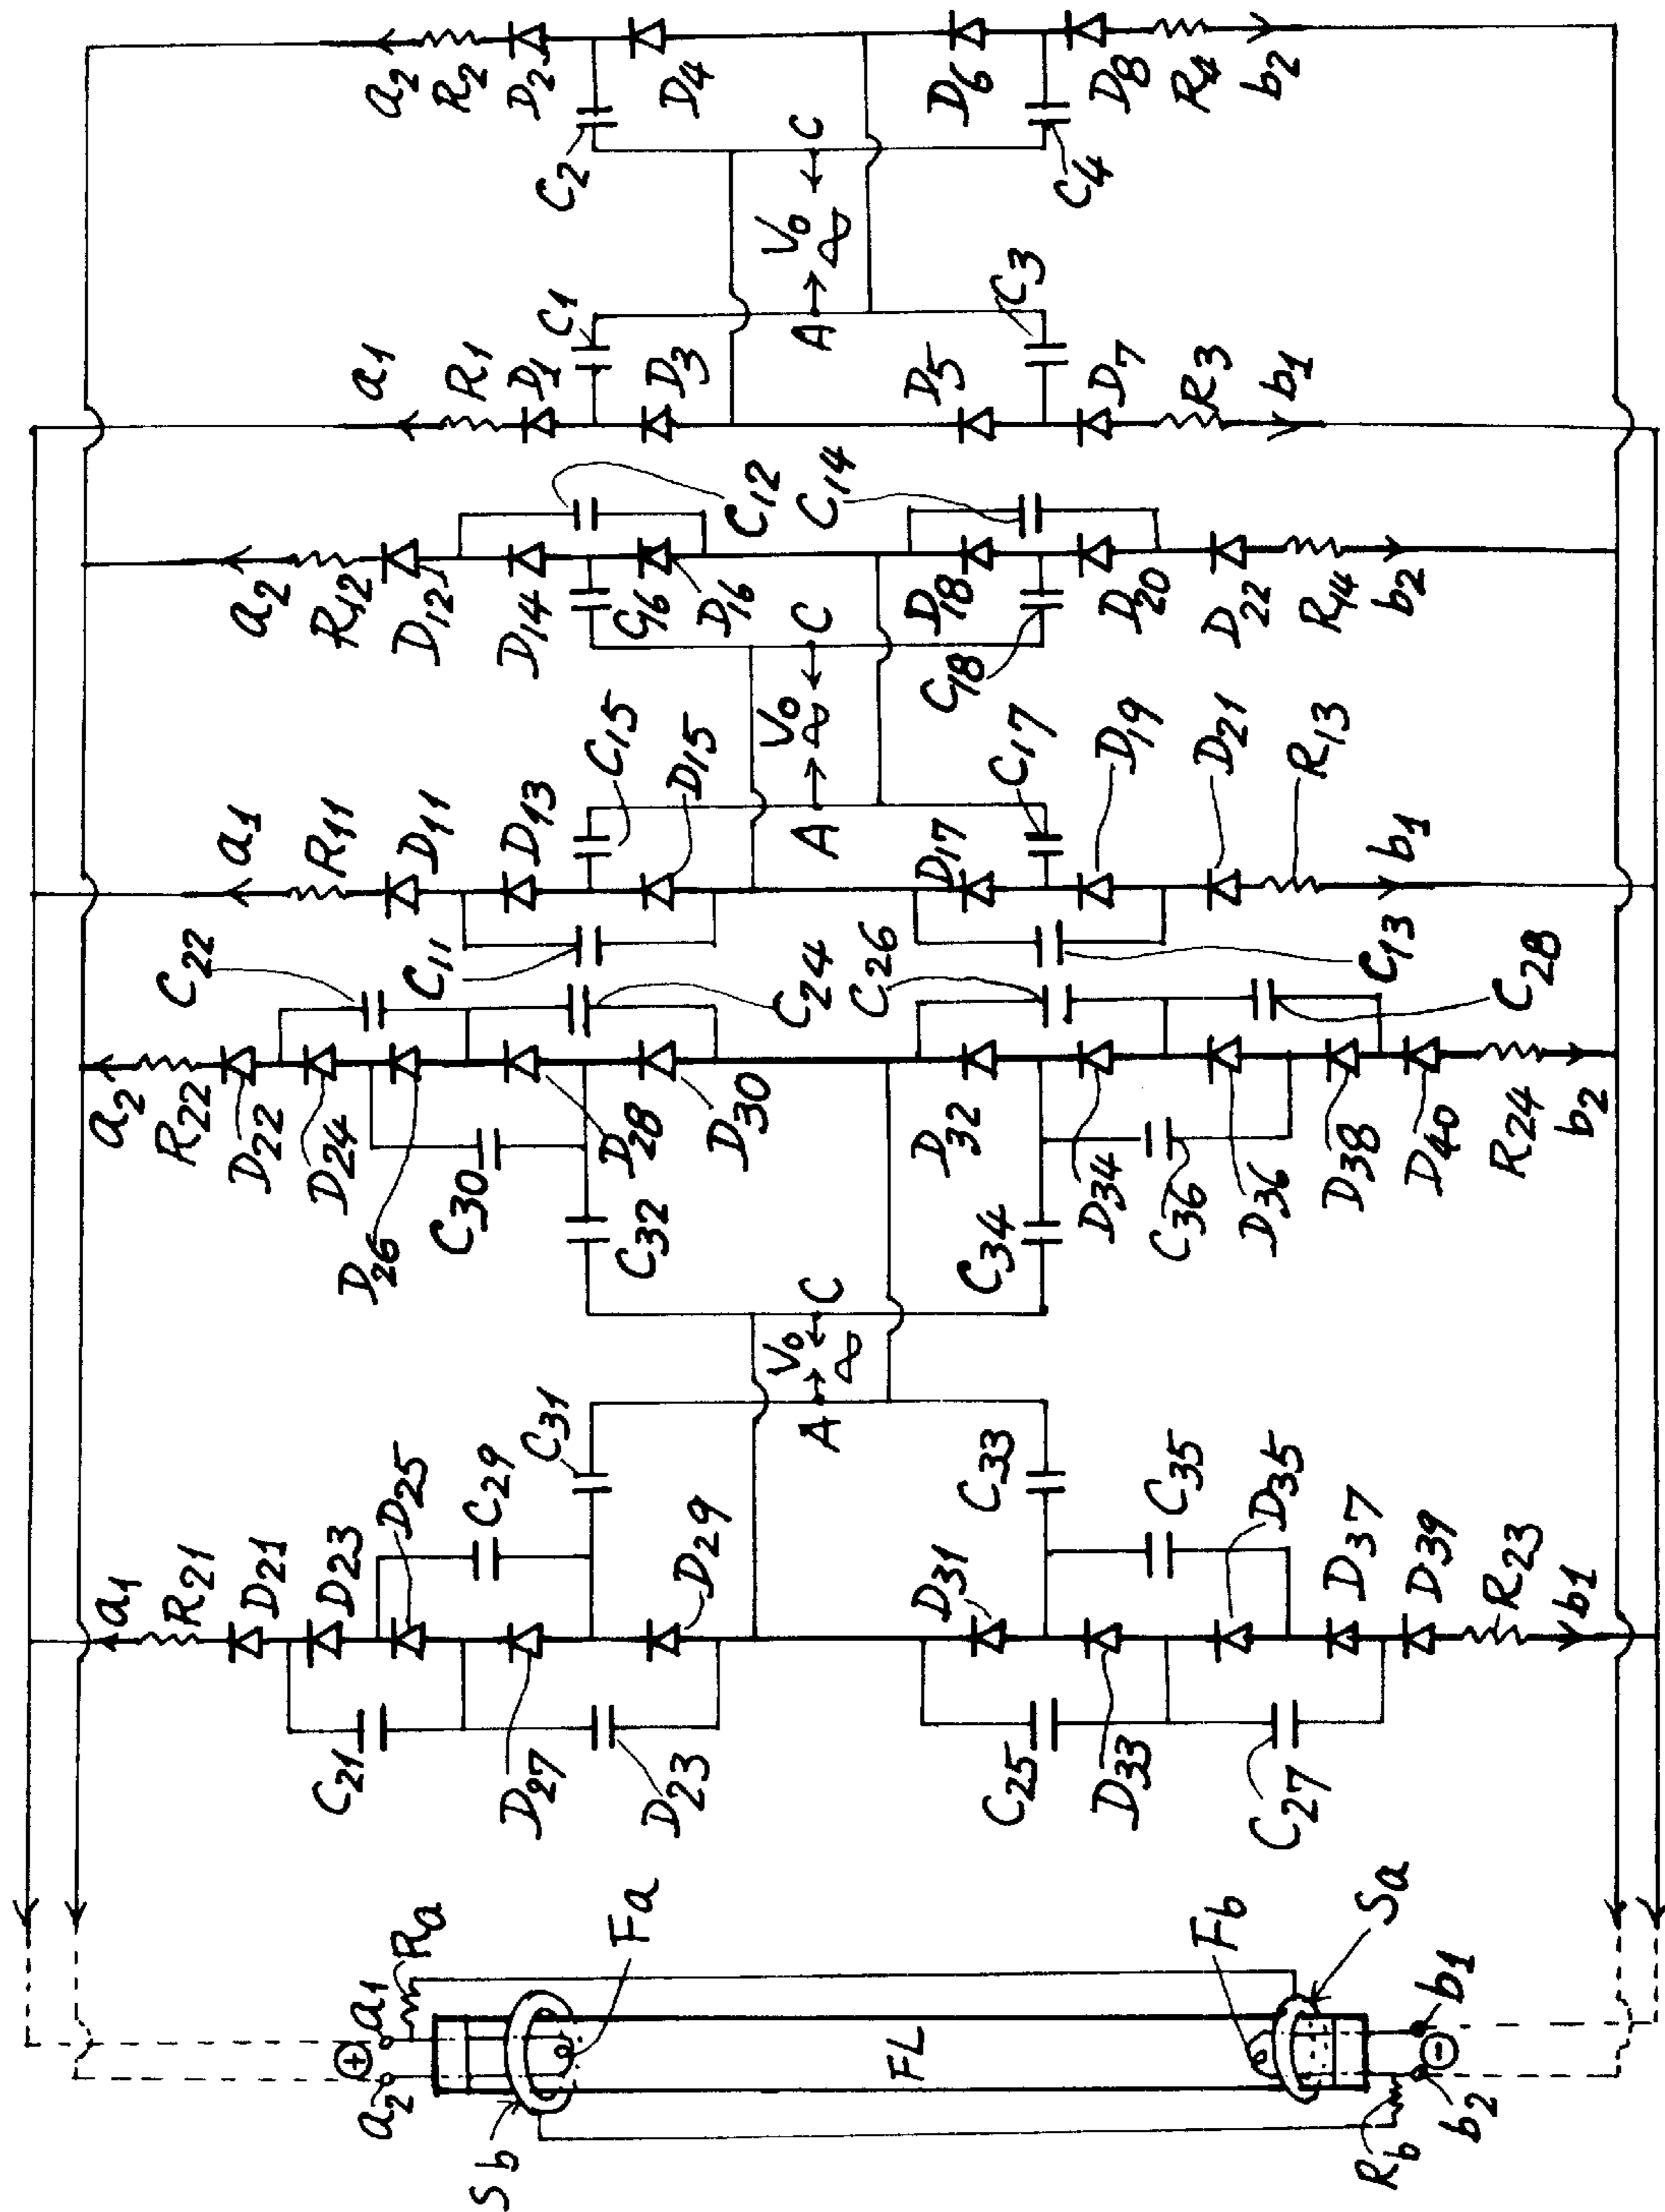 Sb
Rb
b2
⊖
b1
Sa
Fb
FL
Fa
a2
⊕
a1
Ra
C27
D33
C25
D23
D27
C21
b1
R23
D39
D37
D35
C35
C33
D31
D29
C31
C29
D25
D23
D21
R21
a1
A
V0
C
C34
C32
D26
C30
b2
R24
D40
D38
D36
C36
D34
D32
D30
D28
D24
D22
R22
a2
C28
C13
C26
C24
C11
C22
b1
R13
D21
D19
C17
D17
D15
C15
D13
D11
R11
a1
A
V0
C
C18
b2
R44
D22
D20
D18
D16
C16
D14
D12
R12
a2
C14
C12
b1
R3
D7
D5
C3
D3
C1
D1
R1
a1
A
V0
C
C4
C2
b2
R4
D8
D6
D4
D2
R2
a2